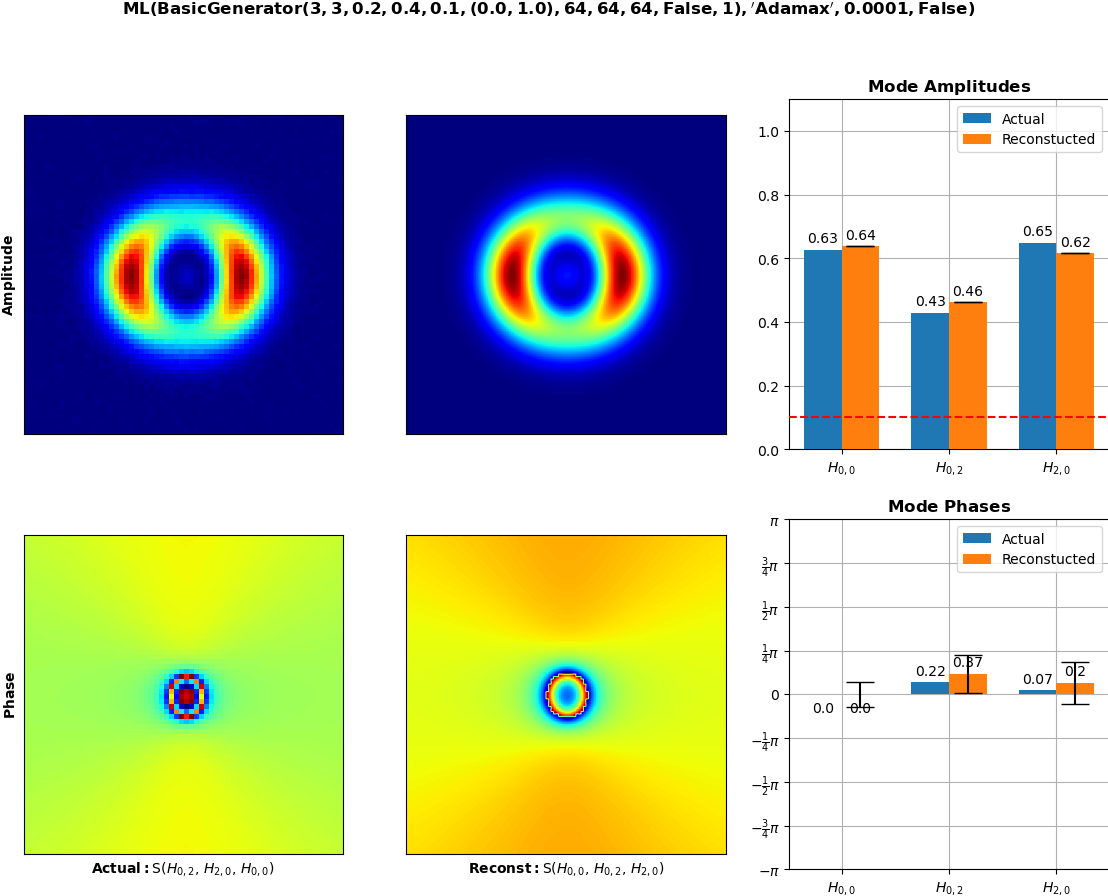 ML(BasicGenerator(3, 3, 0.2, 0.4, 0.1, (0.0, 1.0), 64, 64, 64, False, 1), ′Adamax′, 0.0001, False)
Amplitude
Mode Amplitudes
Actual
Reconstucted
1.0
0.8
0.6
0.4
0.2
0.0
0.63
0.64
0.43
0.46
0.65
0.62
H0,0
H0,2
H2,0
Phase
Actual: S(H0,2, H2,0, H0,0)
Reconst: S(H0,0, H0,2, H2,0)
Mode Phases
Actual
Reconstucted
π
3/4π
1/2π
1/4π
0
−1/4π
−1/2π
−3/4π
−π
0.0
0.0
0.22
0.37
0.07
0.2
H0,0
H0,2
H2,0